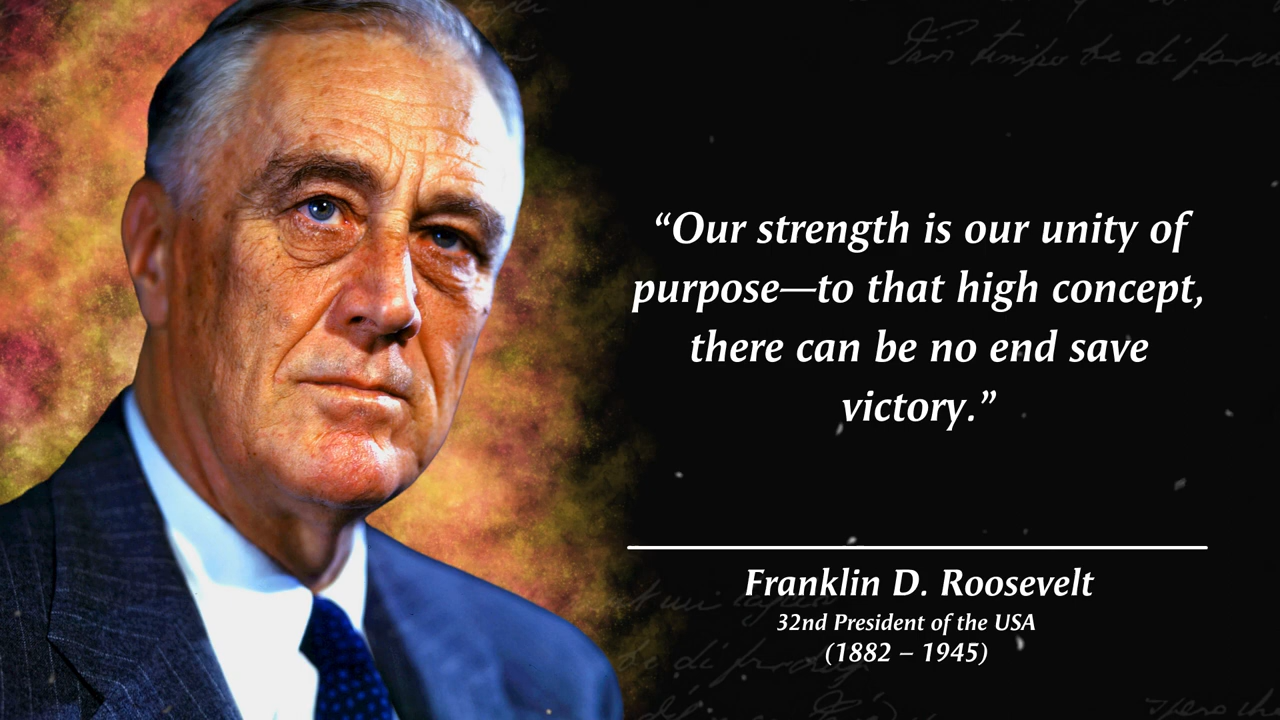 “Our strength is our unity of
purpose—to that high concept,
there can be no end save
victory.”
Franklin D. Roosevelt
32nd President of the USA
(1882 – 1945)